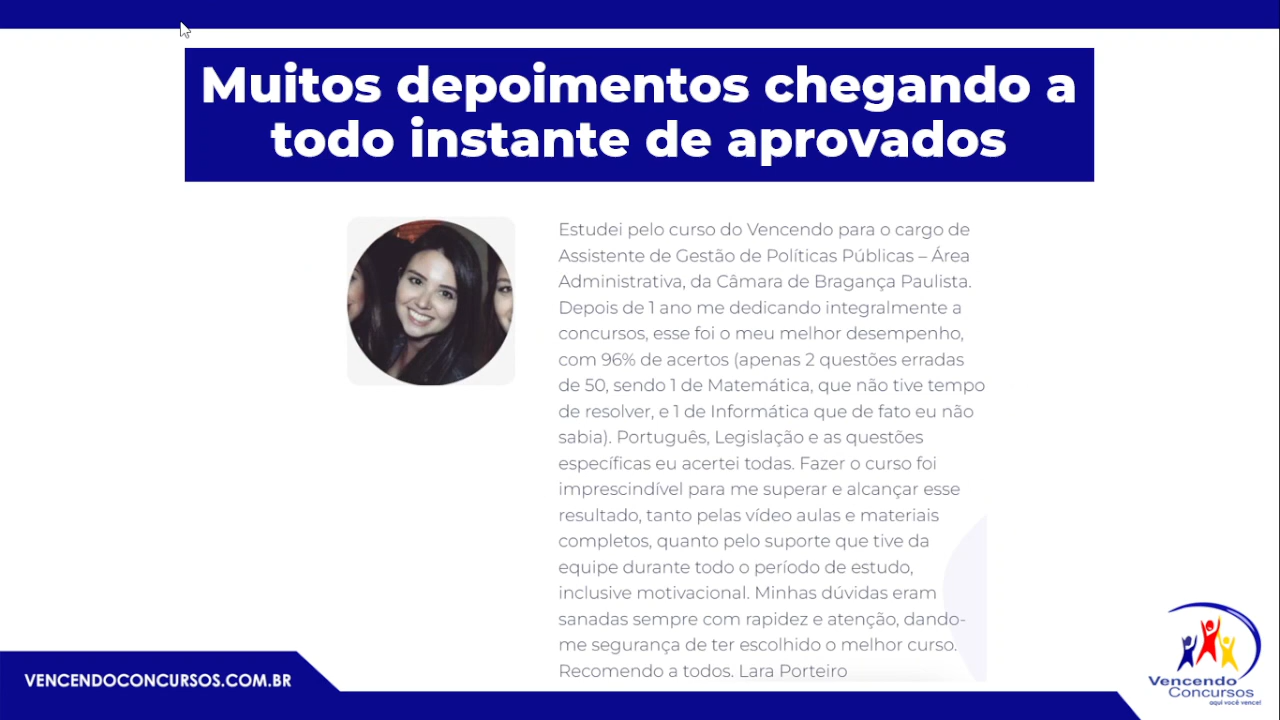 Muitos depoimentos chegando a
todo instante de aprovados
Estudei pelo curso do Vencendo para o cargo de
Assistente de Gestão de Políticas Públicas – Área
Administrativa, da Câmara de Bragança Paulista.
Depois de 1 ano me dedicando integralmente a
concursos, esse foi o meu melhor desempenho,
com 96% de acertos (apenas 2 questões erradas
de 50, sendo 1 de Matemática, que não tive tempo
de resolver, e 1 de Informática que de fato eu não
sabia). Português, Legislação e as questões
específicas eu acertei todas. Fazer o curso foi
imprescindível para me superar e alcançar esse
resultado, tanto pelas vídeo aulas e materiais
completos, quanto pelo suporte que tive da
equipe durante todo o período de estudo,
inclusive motivacional. Minhas dúvidas eram
sanadas sempre com rapidez e atenção, dando-
me segurança de ter escolhido o melhor curso.
Recomendo a todos. Lara Porteiro
VENCENDOCONCURSOS.COM.BR
Vencendo
Concursos
aqui você vence!